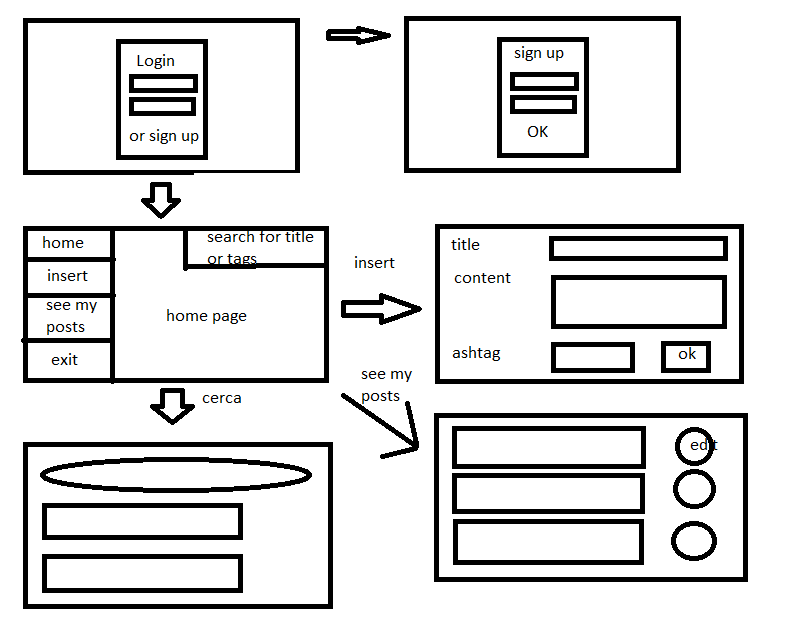 Login
or sign up
sign up
OK
home
insert
see my
posts
exit
search for title
or tags
home page
insert
title
content
ashtag
ok
cerca
see my
posts
edit